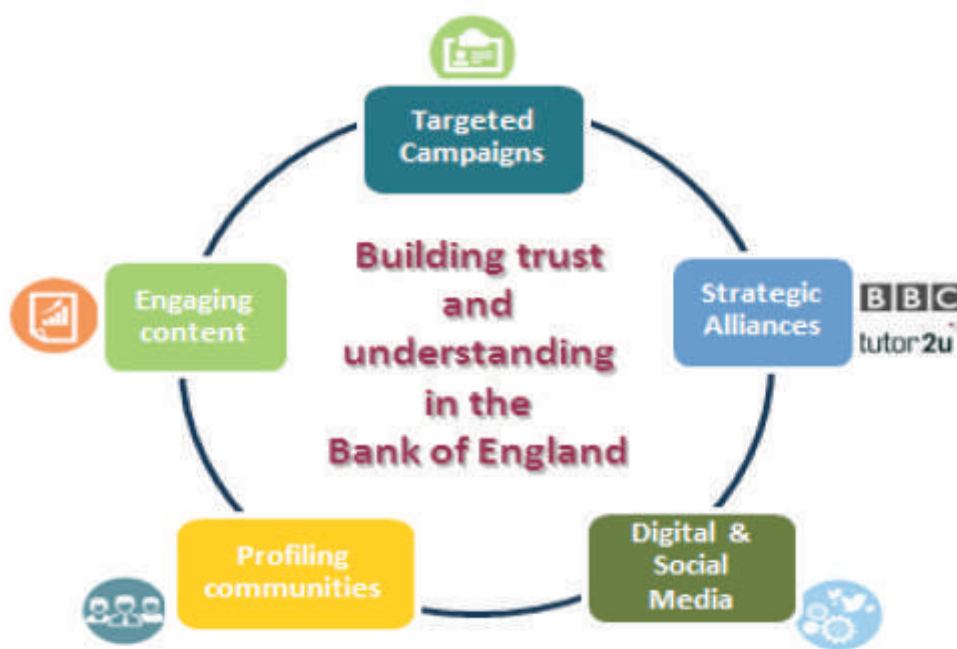 Targeted
Campaigns
Building trust
and
understanding
in the
Bank of England
Engaging
content
Strategic
Alliances
BBC
tutor2u
Profiling
communities
Digital &
Social
Media